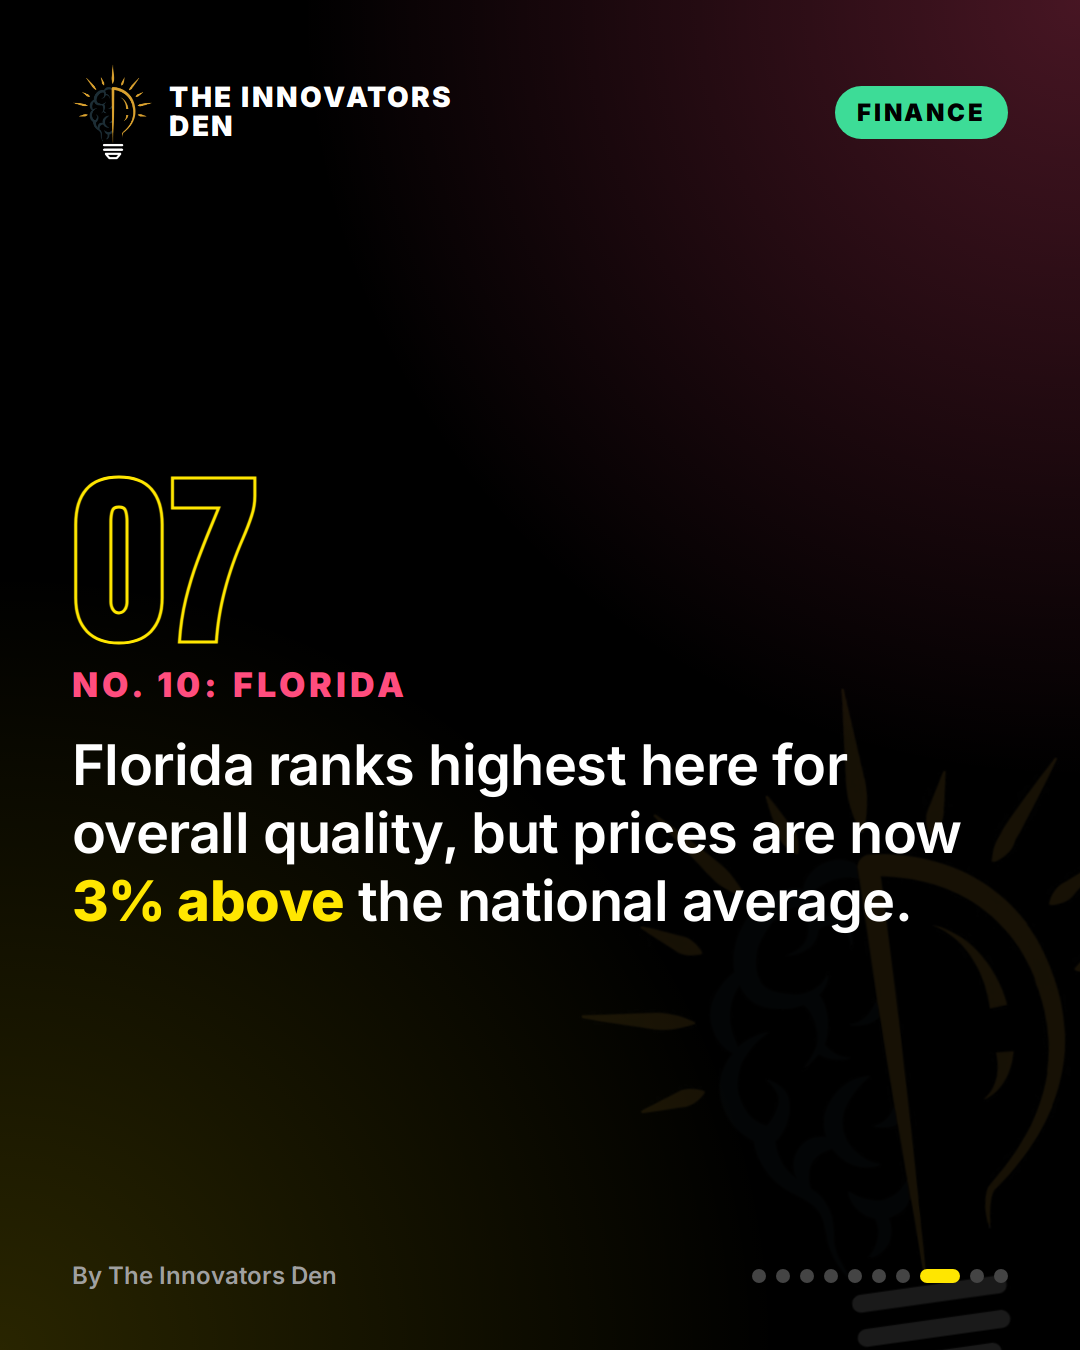 THE INNOVATORS
DEN
FINANCE
07
NO. 10: FLORIDA
Florida ranks highest here for
overall quality, but prices are now
3% above the national average.
By The Innovators Den